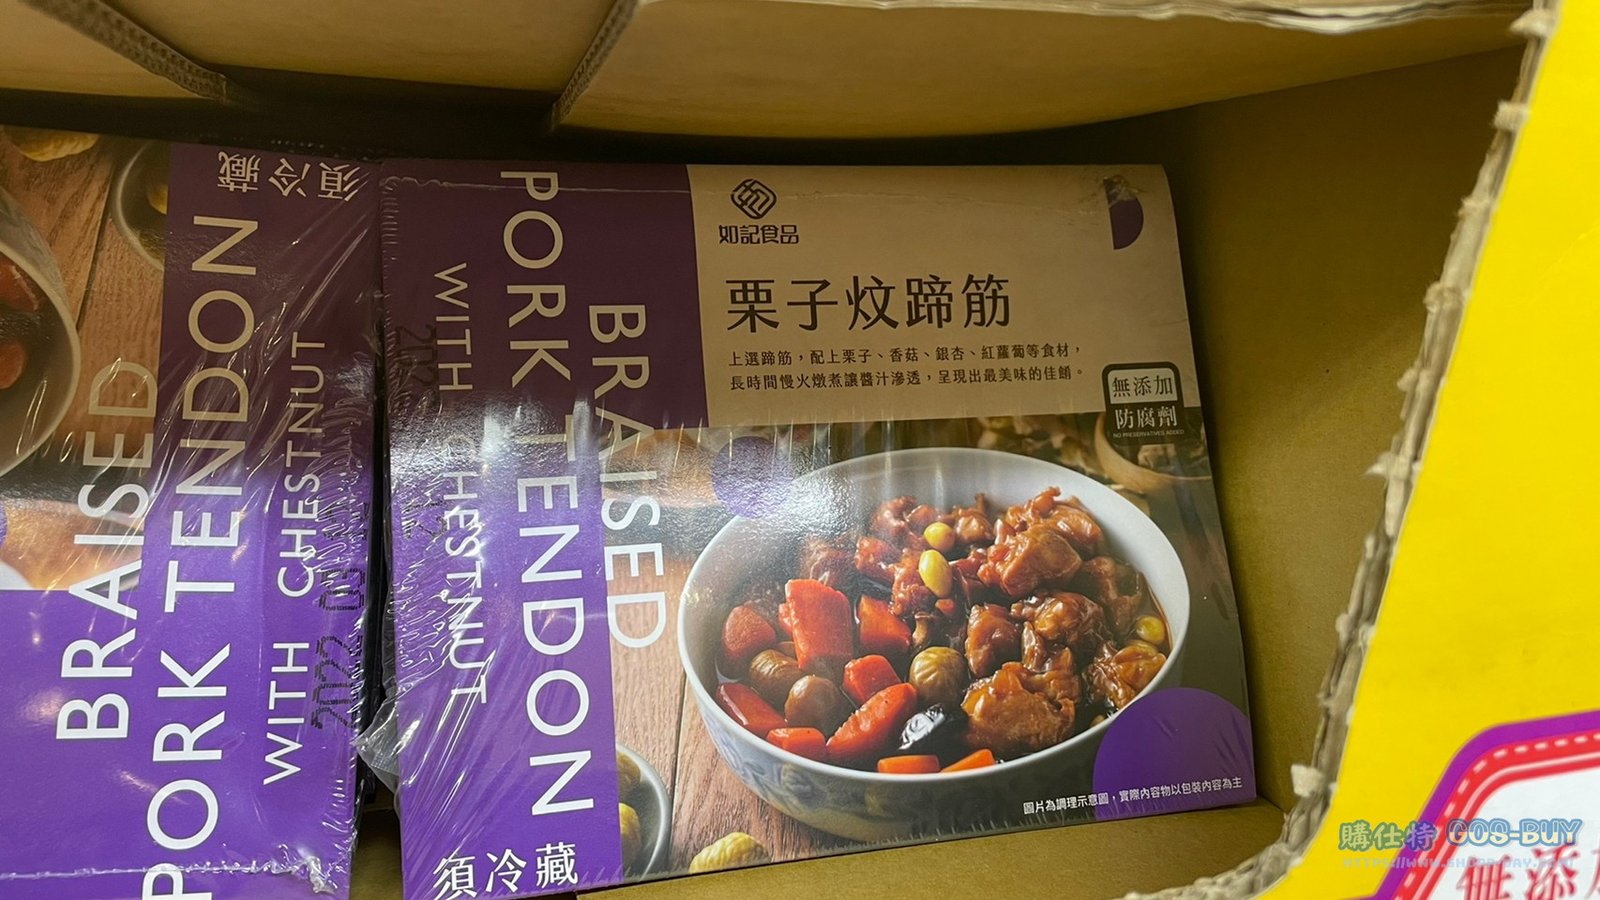 須冷藏
BRAISED
PORK TENDON
WITH CHESTNUT
如記食品
栗子炆蹄筋
上選蹄筋，配上栗子、香菇、銀杏、紅蘿蔔等食材，
長時間慢火燉煮讓醬汁滲透，呈現出最美味的佳餚。
無添加
防腐劑
NO PRESERVATIVES ADDED
BRAISED
PORK TENDON
WITH CHESTNUT
須冷藏
圖片為調理示意圖，實際內容物以包裝內容為主
購仕特 GOS-BUY
無添加